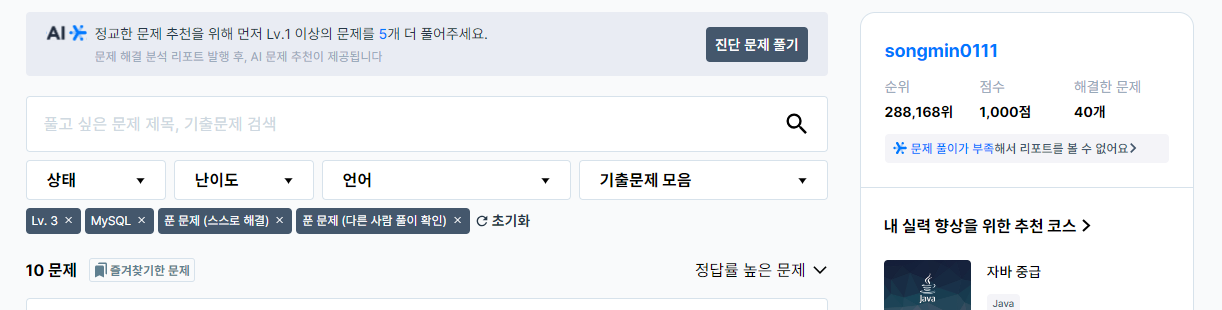 AI 정교한 문제 추천을 위해 먼저 Lv.1 이상의 문제를 5개 더 풀어주세요.
문제 해결 분석 리포트 발행 후, AI 문제 추천이 제공됩니다
진단 문제 풀기
풀고 싶은 문제 제목, 기출문제 검색
상태 난이도 언어 기출문제 모음
Lv. 3 × MySQL × 푼 문제 (스스로 해결) × 푼 문제 (다른 사람 풀이 확인) × 초기화
10 문제 즐겨찾기한 문제 정답률 높은 문제
songmin0111
순위 점수 해결한 문제
288,168위 1,000점 40개
문제 풀이가 부족해서 리포트를 볼 수 없어요
내 실력 향상을 위한 추천 코스
Java
자바 중급
Java